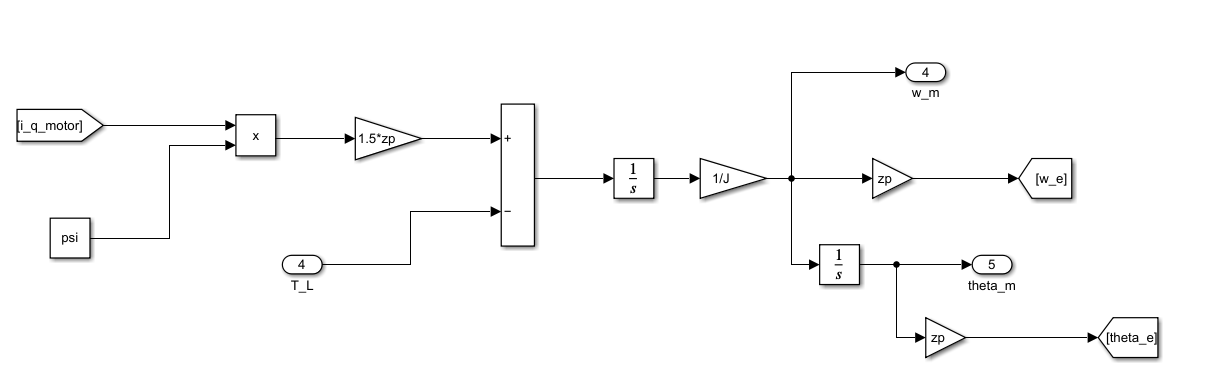 4
w_m
[i_q_motor]
x
1.5*zp
+
1
s
1/J
zp
[w_e]
−
psi
4
T_L
1
s
5
theta_m
zp
[theta_e]